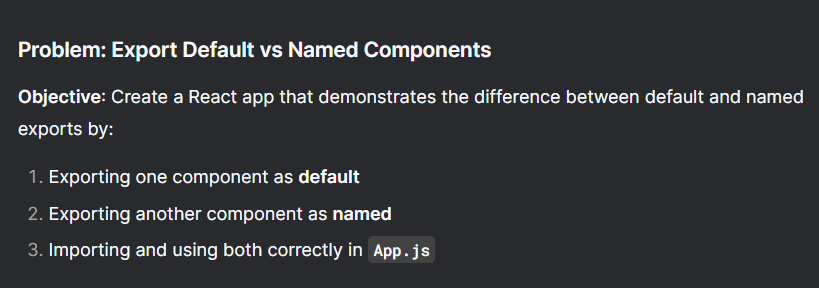 Problem: Export Default vs Named Components
Objective: Create a React app that demonstrates the difference between default and named
exports by:
1. Exporting one component as default
2. Exporting another component as named
3. Importing and using both correctly in App.js